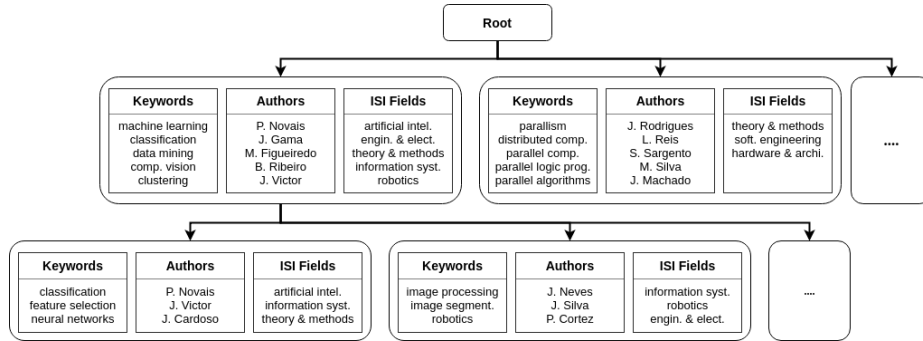 Root
Keywords
machine learning
classification
data mining
comp. vision
clustering
Authors
P. Novais
J. Gama
M. Figueiredo
B. Ribeiro
J. Victor
ISI Fields
artificial intel.
engin. & elect.
theory & methods
information syst.
robotics
Keywords
parallism
distributed comp.
parallel comp.
parallel logic prog.
parallel algorithms
Authors
J. Rodrigues
L. Reis
S. Sargento
M. Silva
J. Machado
ISI Fields
theory & methods
soft. engineering
hardware & archi.
....
Keywords
classification
feature selection
neural networks
Authors
P. Novais
J. Victor
J. Cardoso
ISI Fields
artificial intel.
information syst.
theory & methods
Keywords
image processing
image segment.
robotics
Authors
J. Neves
J. Silva
P. Cortez
ISI Fields
information syst.
robotics
engin. & elect.
....